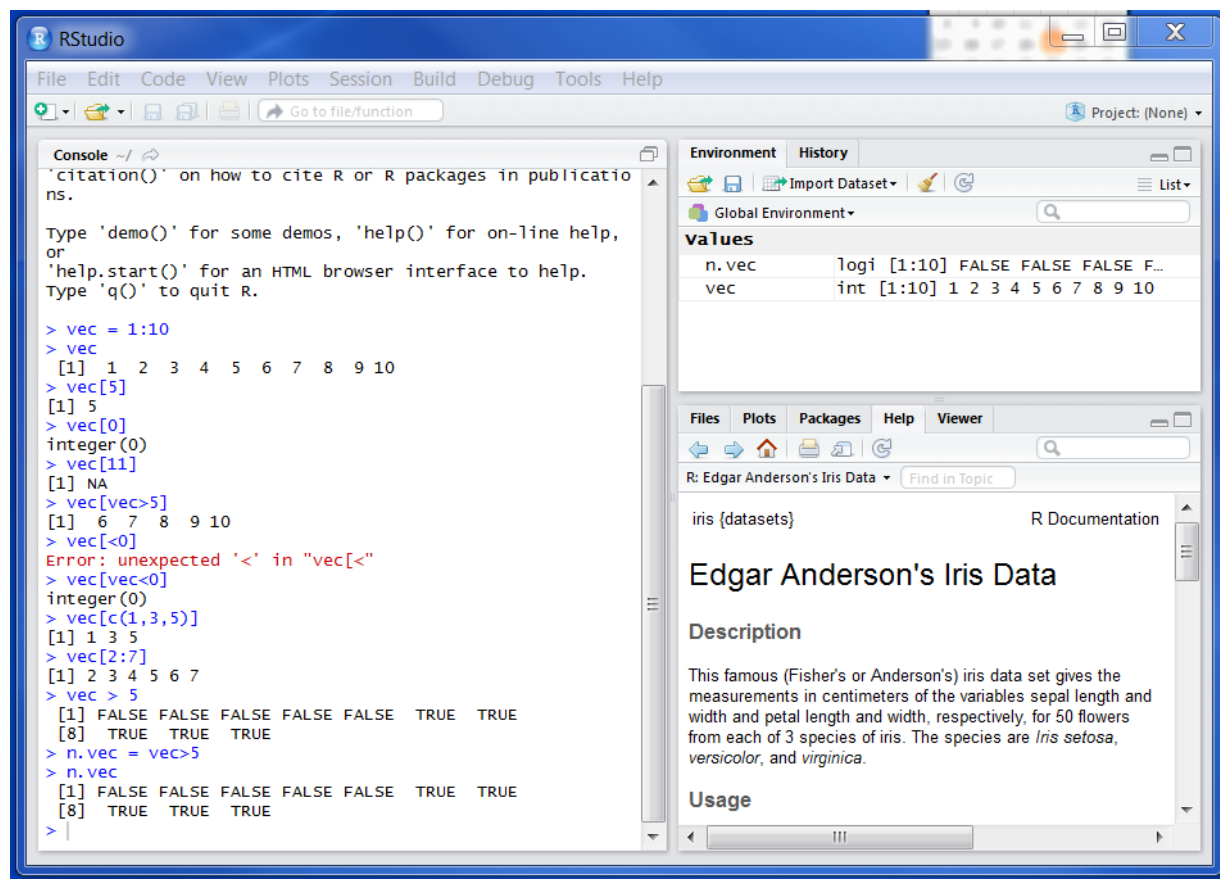 RStudio
File Edit Code View Plots Session Build Debug Tools Help
Go to file/function
Project: (None)
Console ~/
'citation()' on how to cite R or R packages in publicatio
ns.
Type 'demo()' for some demos, 'help()' for on-line help,
or
'help.start()' for an HTML browser interface to help.
Type 'q()' to quit R.
> vec = 1:10
> vec
 [1]  1  2  3  4  5  6  7  8  9 10
> vec[5]
[1] 5
> vec[0]
integer(0)
> vec[11]
[1] NA
> vec[vec>5]
[1]  6  7  8  9 10
> vec[<0]
Error: unexpected '<' in "vec[<"
> vec[vec<0]
integer(0)
> vec[c(1,3,5)]
[1] 1 3 5
> vec[2:7]
[1] 2 3 4 5 6 7
> vec > 5
 [1] FALSE FALSE FALSE FALSE FALSE  TRUE  TRUE
 [8]  TRUE  TRUE  TRUE
> n.vec = vec>5
> n.vec
 [1] FALSE FALSE FALSE FALSE FALSE  TRUE  TRUE
 [8]  TRUE  TRUE  TRUE
>
Environment History
Import Dataset List
Global Environment
Values
n.vec logi [1:10] FALSE FALSE FALSE F...
vec int [1:10] 1 2 3 4 5 6 7 8 9 10
Files Plots Packages Help Viewer
R: Edgar Anderson's Iris Data Find in Topic
iris {datasets} R Documentation
Edgar Anderson's Iris Data
Description
This famous (Fisher's or Anderson's) iris data set gives the
measurements in centimeters of the variables sepal length and
width and petal length and width, respectively, for 50 flowers
from each of 3 species of iris. The species are Iris setosa,
versicolor, and virginica.
Usage